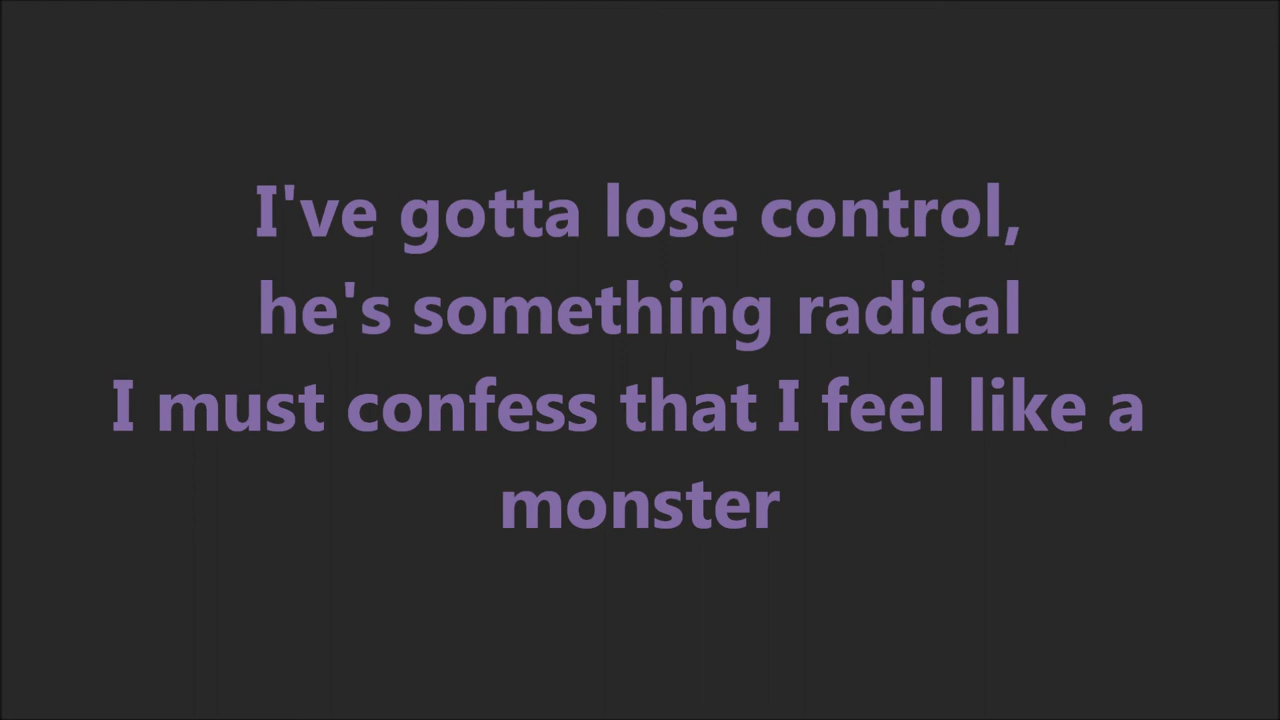 I've gotta lose control,
he's something radical
I must confess that I feel like a
monster